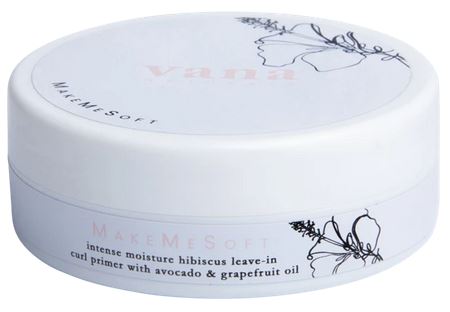 vana
MAKEMESOFT
MAKEMESOFT
intense moisture hibiscus leave-in
curl primer with avocado & grapefruit oil